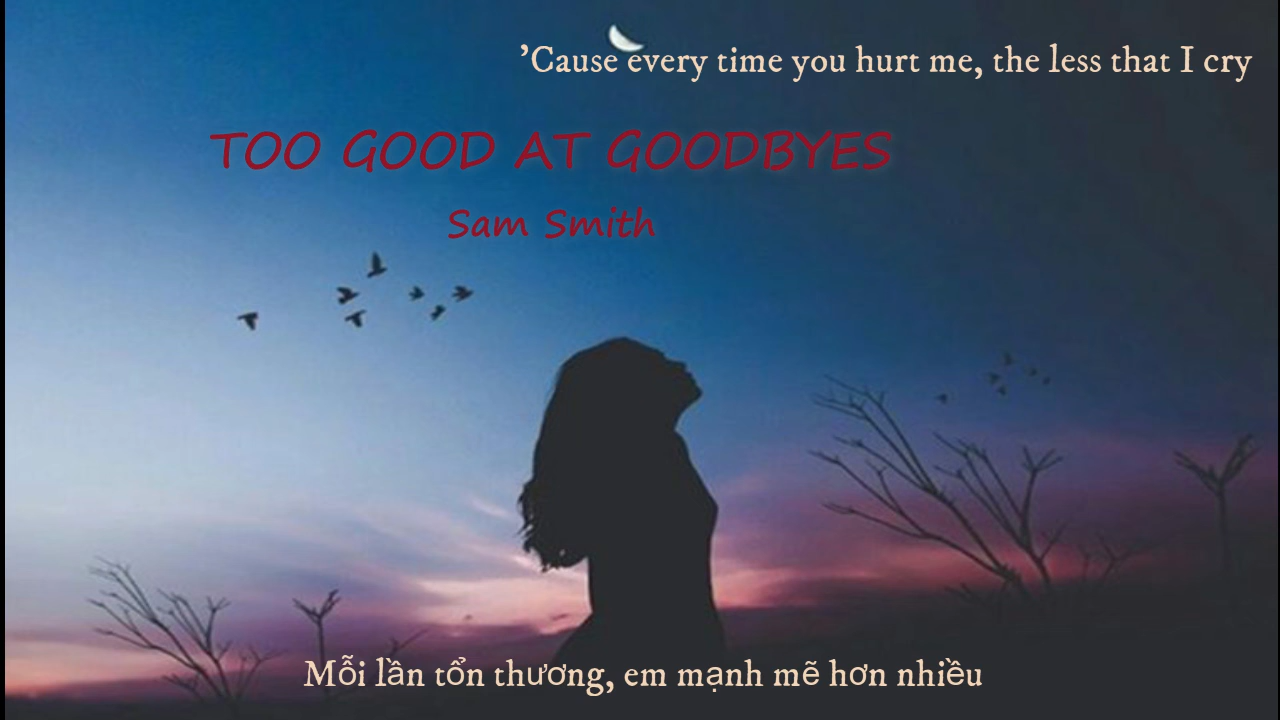 ’Cause every time you hurt me, the less that I cry
TOO GOOD AT GOODBYES
Sam Smith
Mỗi lần tổn thương, em mạnh mẽ hơn nhiều